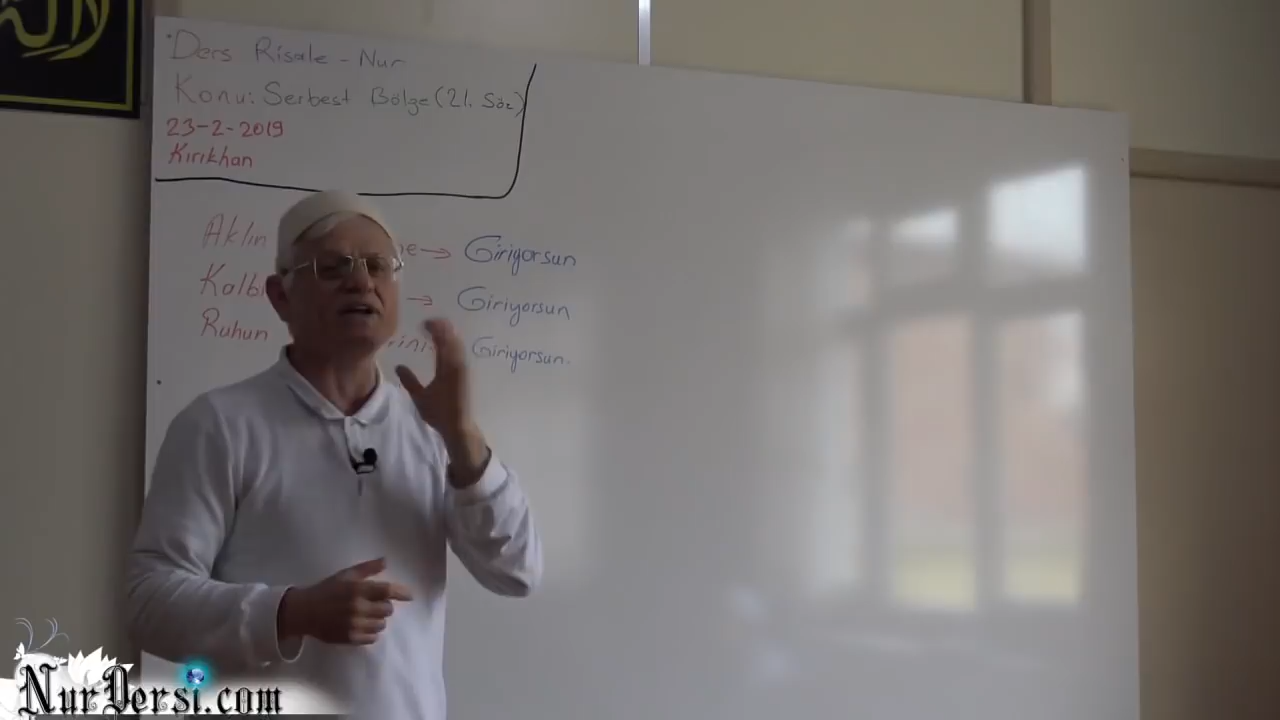 Ders Risale-Nur
Konu: Serbest Bölge (21. Söz)
23-2-2019
Kırıkhan
Aklın → Giriyorsun
→ Giriyorsun
Ruhun Giriyorsun.
NurDersi.com